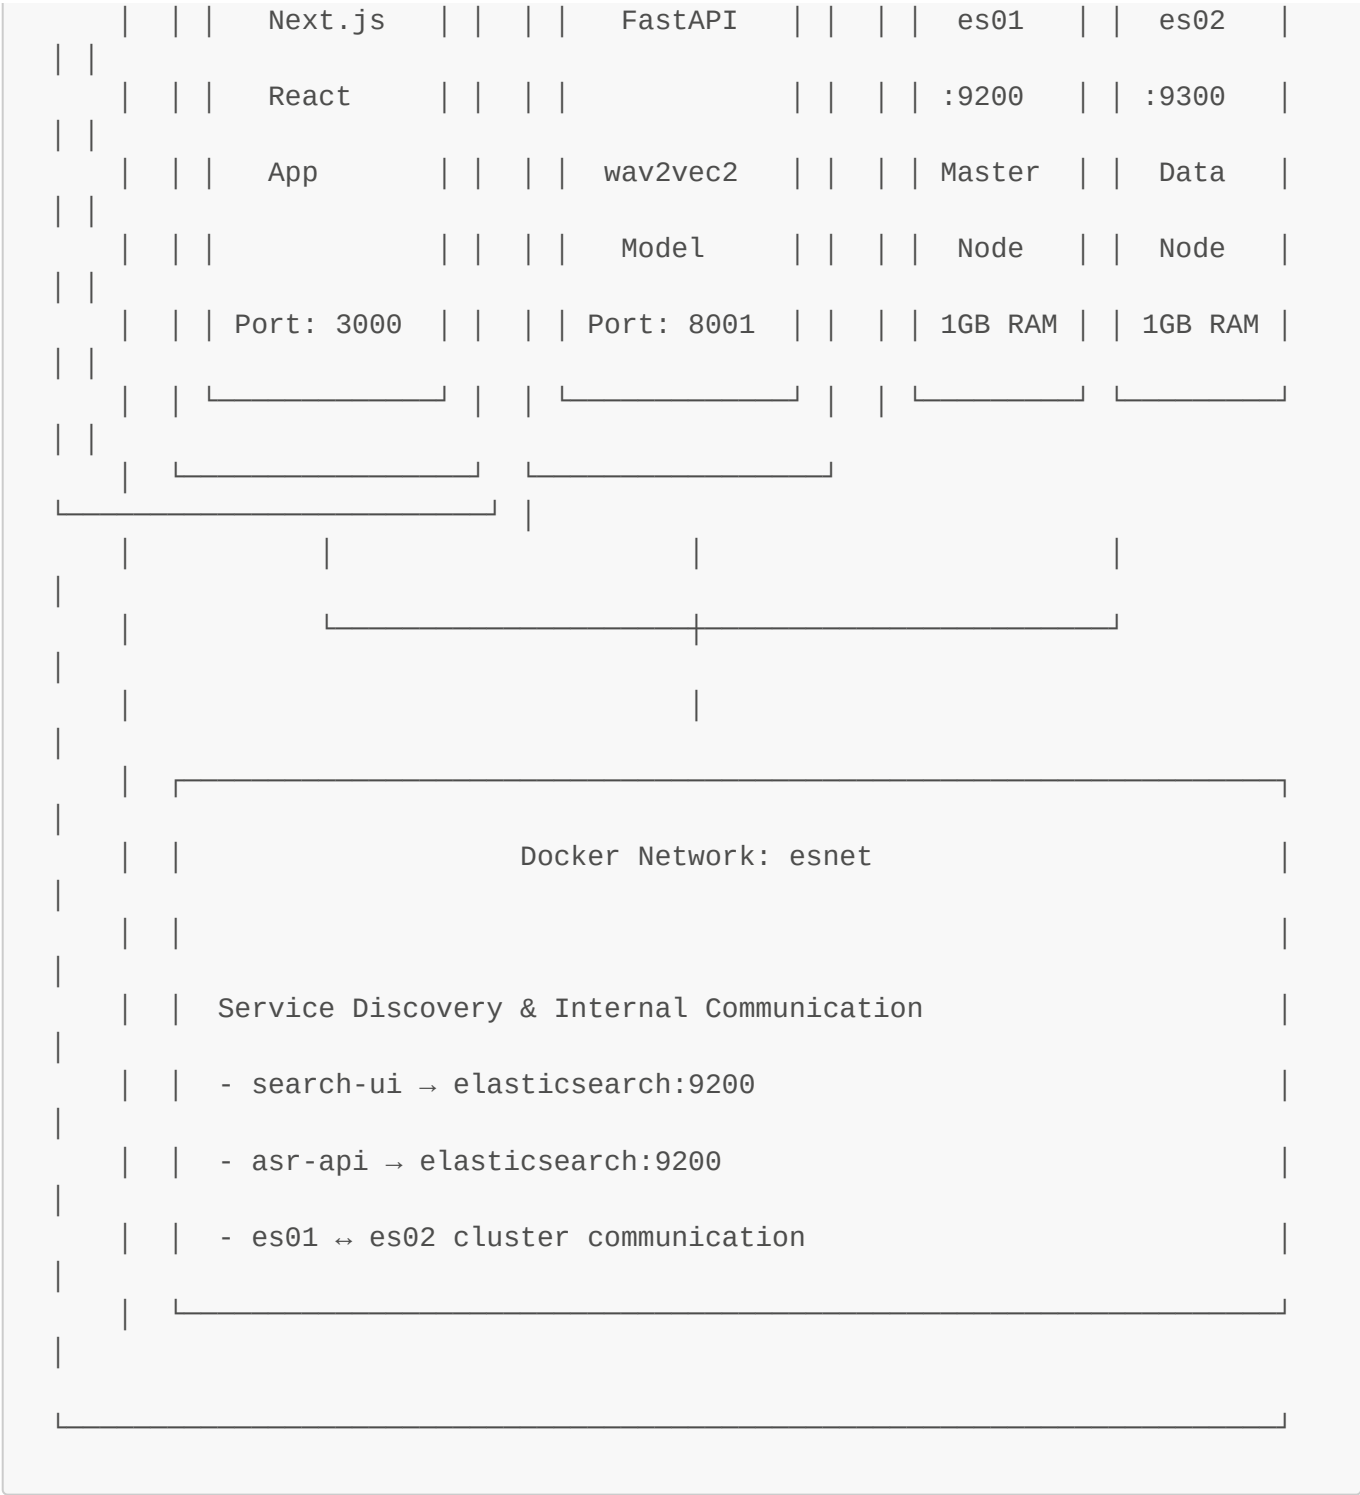 │  │ │   Next.js   │ │  │ │   FastAPI   │ │  │ │  es01   │ │  es02   │
│ │
│  │ │   React     │ │  │ │             │ │  │ │ :9200   │ │ :9300   │
│ │
│  │ │   App       │ │  │ │  wav2vec2   │ │  │ │ Master  │ │  Data   │
│ │
│  │ │             │ │  │ │   Model     │ │  │ │  Node   │ │  Node   │
│ │
│  │ │ Port: 3000  │ │  │ │ Port: 8001  │ │  │ │ 1GB RAM │ │ 1GB RAM │
│ │
│  │ └─────────────┘ │  │ └─────────────┘ │  │ └─────────┘ └─────────┘
│ │
│  └─────────────────┘  └─────────────────┘
└─────────────────────────┘ │
│           │                     │                        │
│
│           └─────────────────────┼────────────────────────┘
│
│                                 │
│
│  ┌─────────────────────────────────────────────────────────────────┐
│
│  │                    Docker Network: esnet                        │
│
│  │                                                                 │
│
│  │  Service Discovery & Internal Communication                     │
│
│  │  - search-ui → elasticsearch:9200                               │
│
│  │  - asr-api → elasticsearch:9200                                 │
│
│  │  - es01 ↔ es02 cluster communication                            │
│
│  └─────────────────────────────────────────────────────────────────┘
│
└────────────────────────────────────────────────────────────────────────┘